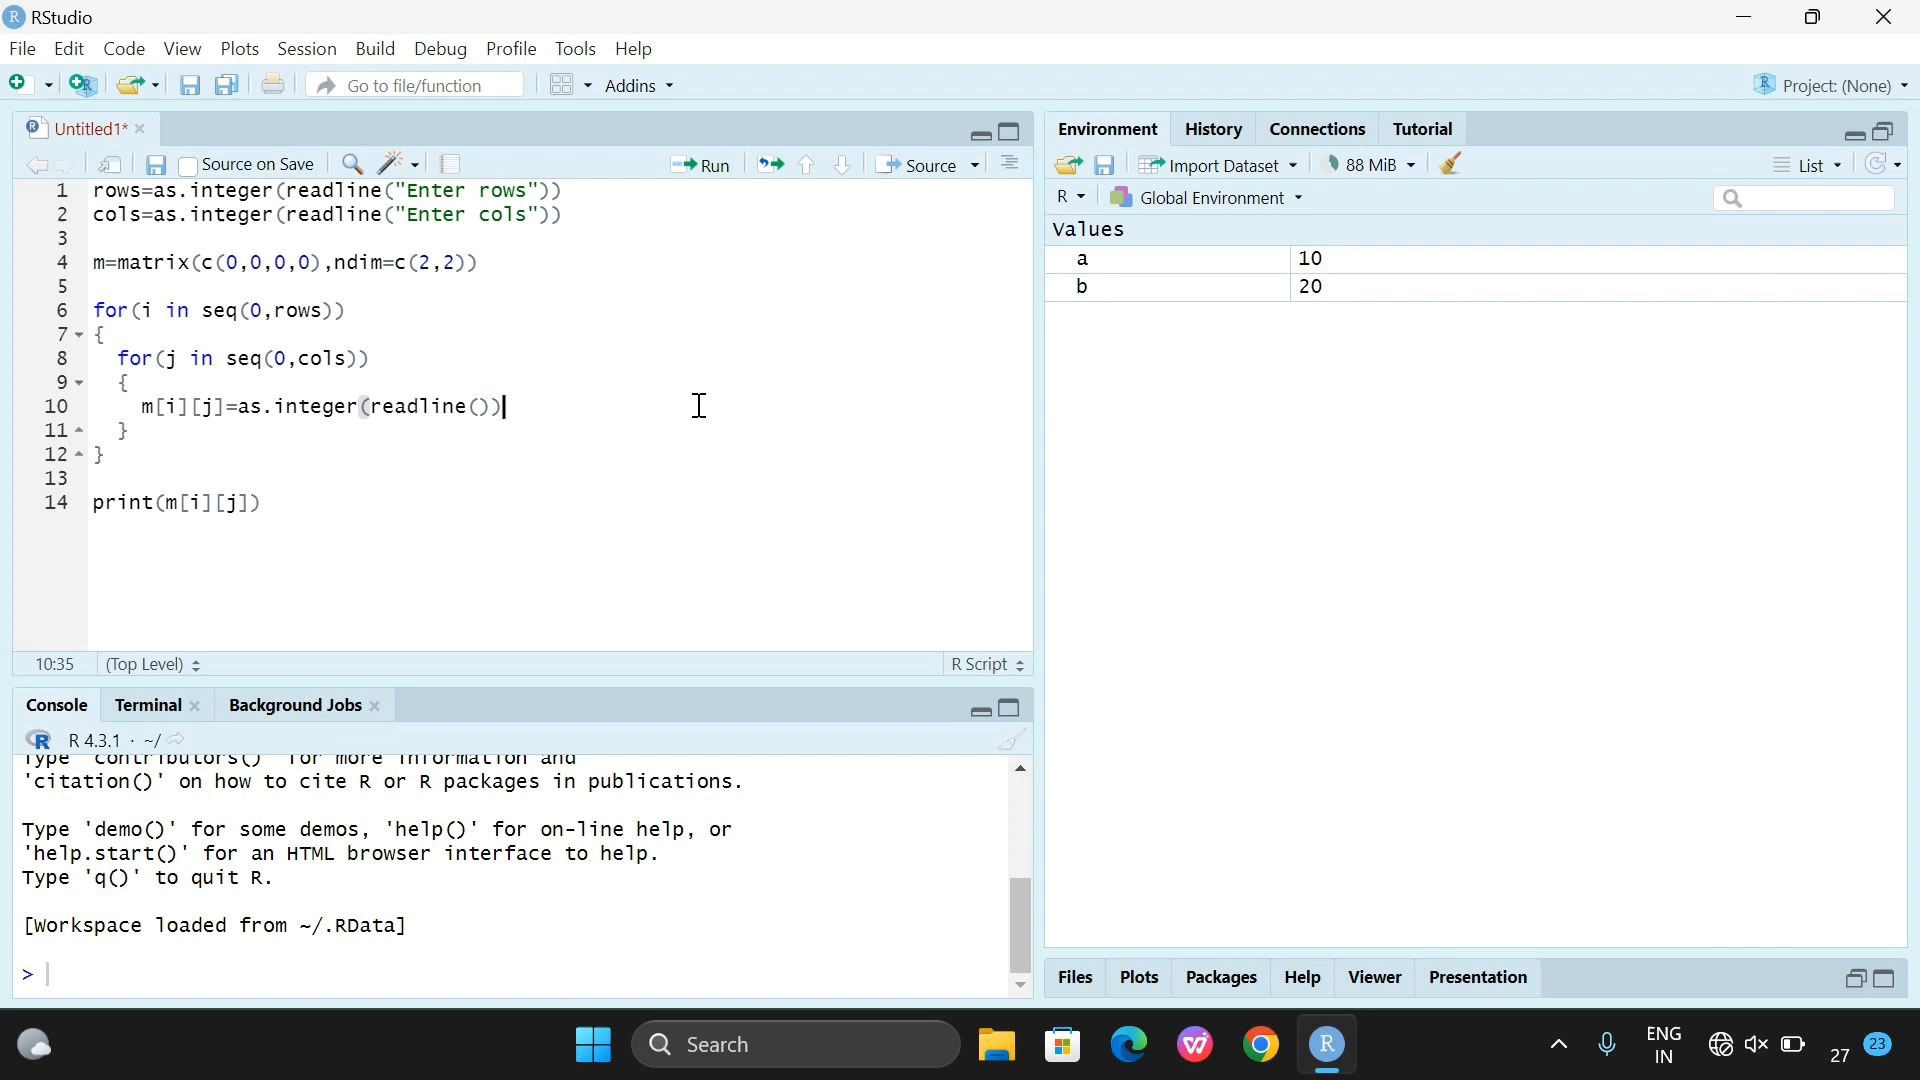 RStudio
File Edit Code View Plots Session Build Debug Profile Tools Help
Go to file/function Addins Project: (None)
Untitled1*
Source on Save Run Source
1 rows=as.integer(readline("Enter rows"))
2 cols=as.integer(readline("Enter cols"))
3
4 m=matrix(c(0,0,0,0),ndim=c(2,2))
5
6 for(i in seq(0,rows))
7 {
8 for(j in seq(0,cols))
9 {
10 m[i][j]=as.integer(readline())
11 }
12 }
13
14 print(m[i][j])
10:35 (Top Level) R Script
Console Terminal Background Jobs
R 4.3.1 · ~/
Type 'contributors()' for more information and
'citation()' on how to cite R or R packages in publications.
Type 'demo()' for some demos, 'help()' for on-line help, or
'help.start()' for an HTML browser interface to help.
Type 'q()' to quit R.
[Workspace loaded from ~/.RData]
>
Environment History Connections Tutorial
Import Dataset 88 MiB List
R Global Environment
Values
a 10
b 20
Files Plots Packages Help Viewer Presentation
Search
ENG
IN
27 23